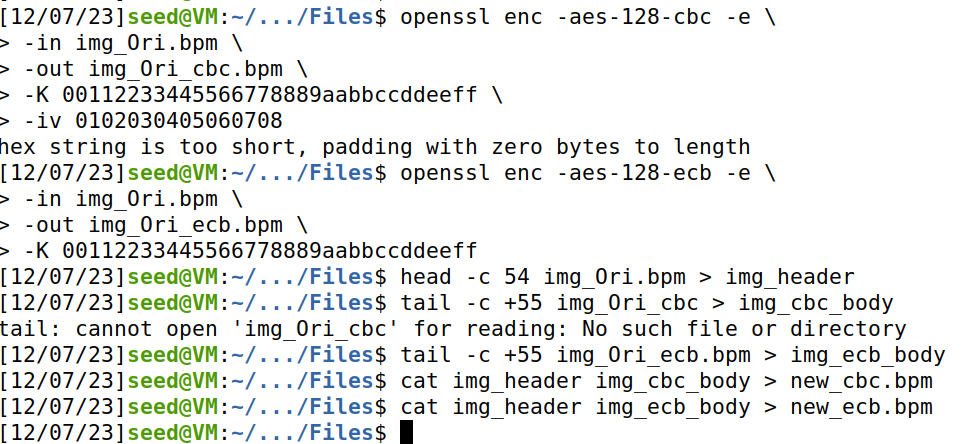 [12/07/23]seed@VM:~/.../Files$ openssl enc -aes-128-cbc -e \
> -in img_Ori.bpm \
> -out img_Ori_cbc.bpm \
> -K 00112233445566778889aabbccddeeff \
> -iv 0102030405060708
hex string is too short, padding with zero bytes to length
[12/07/23]seed@VM:~/.../Files$ openssl enc -aes-128-ecb -e \
> -in img_Ori.bpm \
> -out img_Ori_ecb.bpm \
> -K 00112233445566778889aabbccddeeff
[12/07/23]seed@VM:~/.../Files$ head -c 54 img_Ori.bpm > img_header
[12/07/23]seed@VM:~/.../Files$ tail -c +55 img_Ori_cbc > img_cbc_body
tail: cannot open 'img_Ori_cbc' for reading: No such file or directory
[12/07/23]seed@VM:~/.../Files$ tail -c +55 img_Ori_ecb.bpm > img_ecb_body
[12/07/23]seed@VM:~/.../Files$ cat img_header img_cbc_body > new_cbc.bpm
[12/07/23]seed@VM:~/.../Files$ cat img_header img_ecb_body > new_ecb.bpm
[12/07/23]seed@VM:~/.../Files$